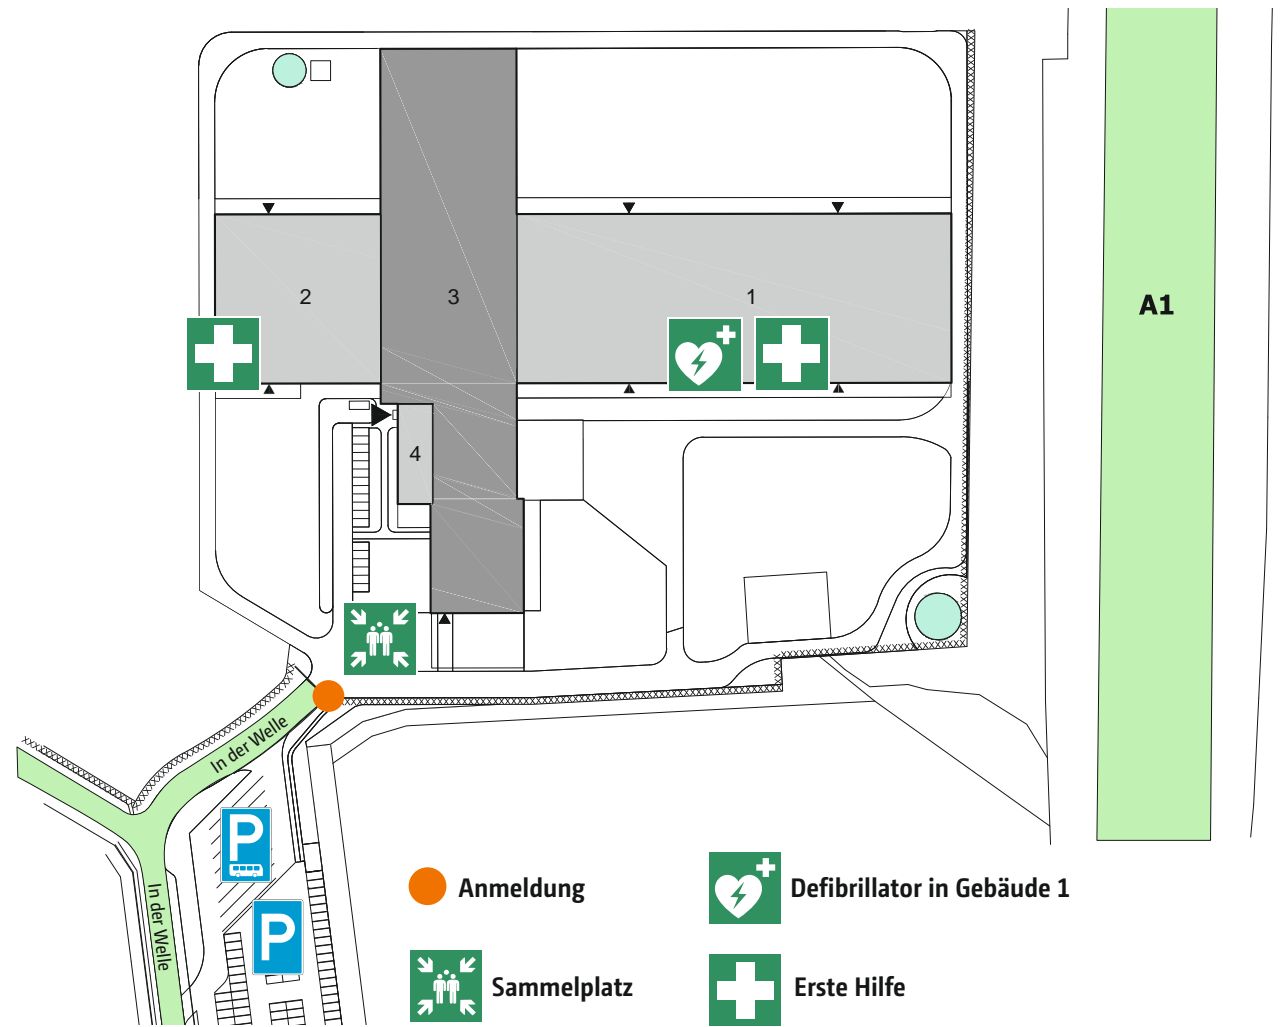 2
3
1
A1
4
In der Welle
P
In der Welle
P
Anmeldung
Defibrillator in Gebäude 1
Sammelplatz
Erste Hilfe